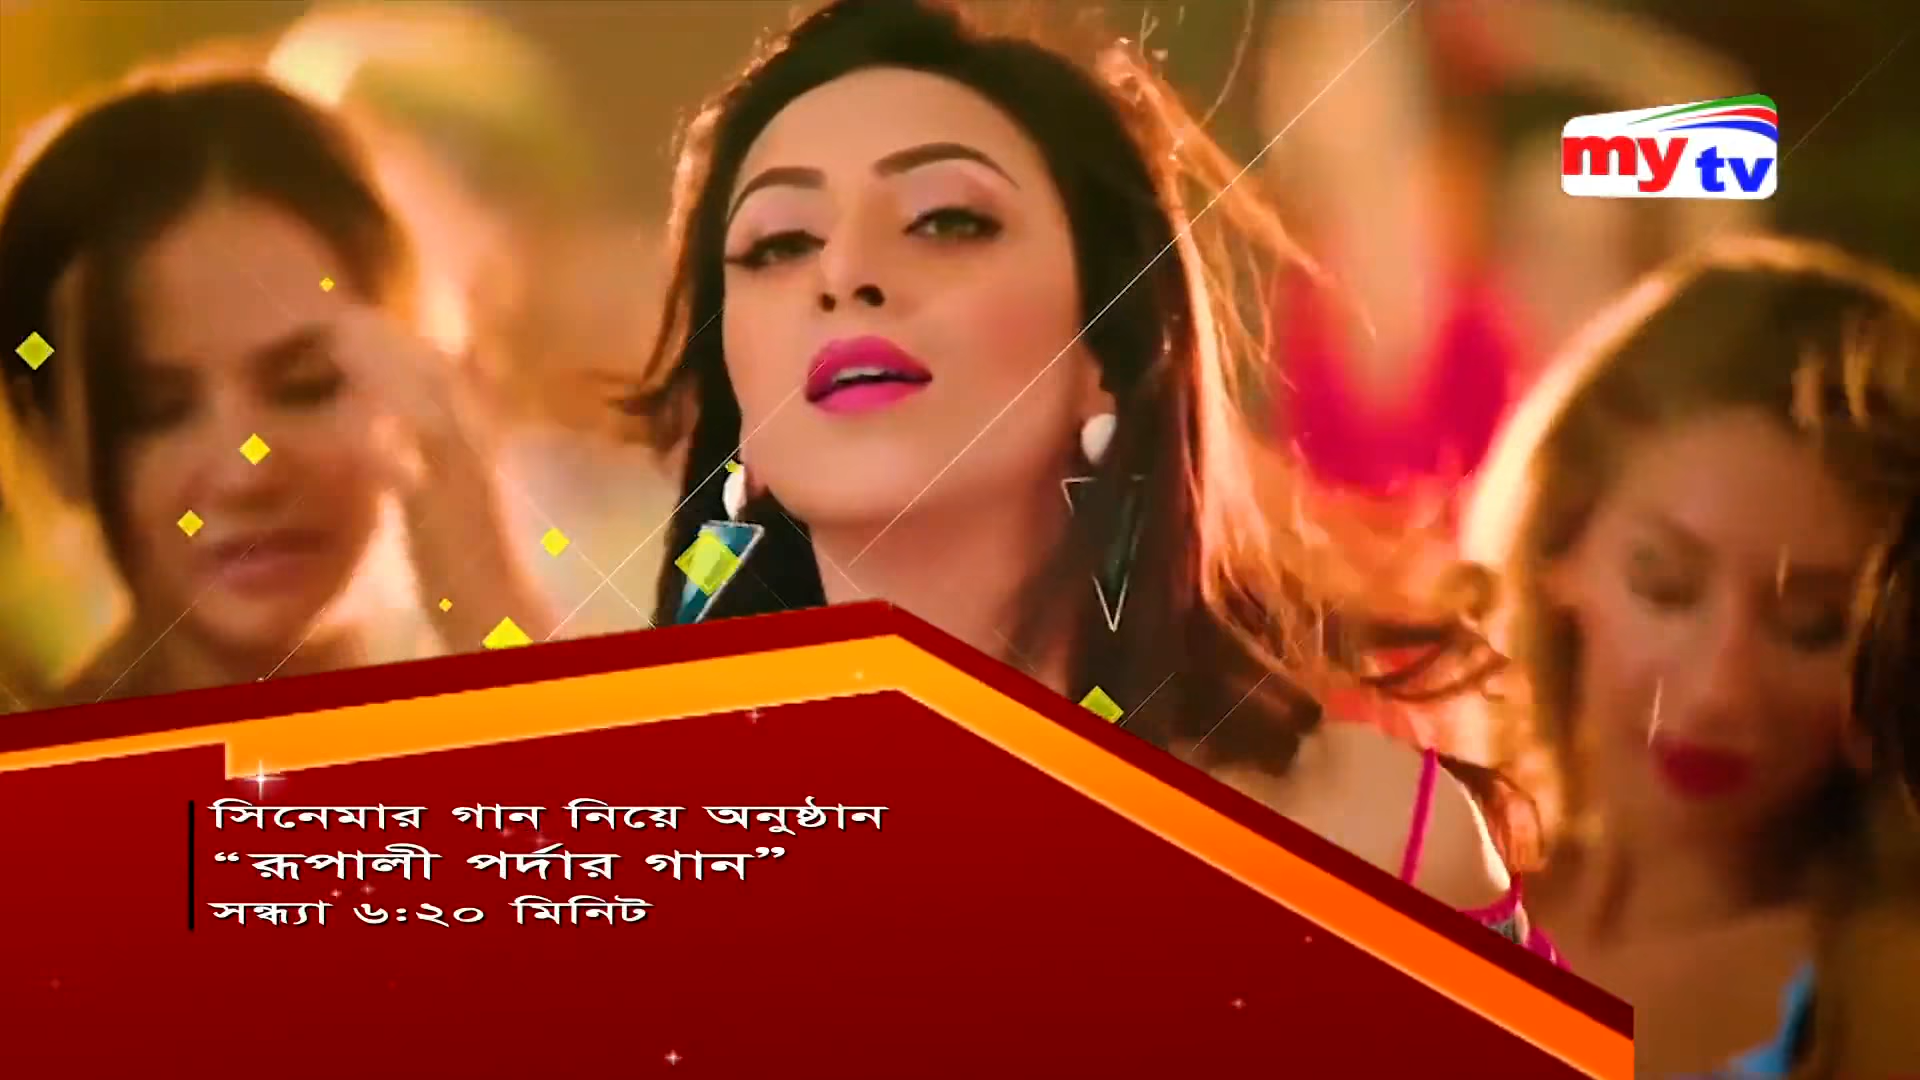 my tv
সিনেমার গান নিয়ে অনুষ্ঠান
“রূপালী পর্দার গান”
সন্ধ্যা ৬:২০ মিনিট